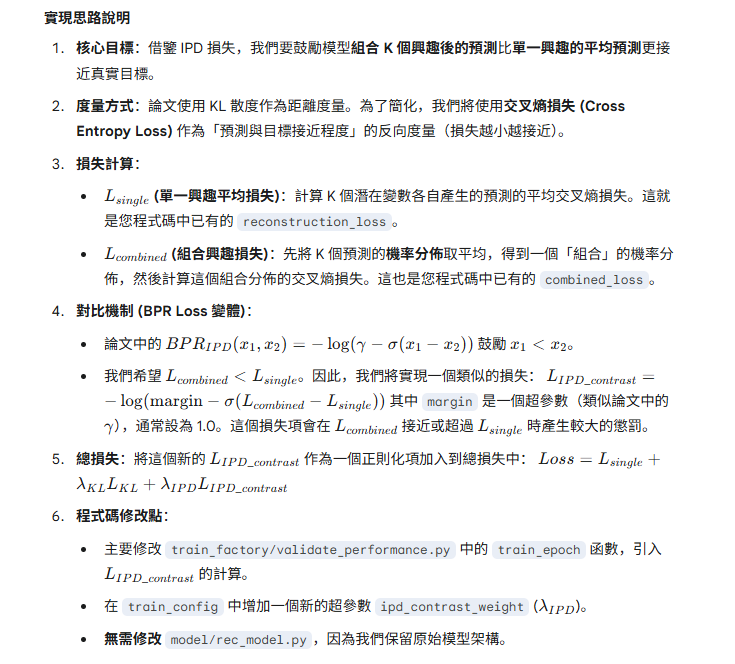 實現思路說明
1. 核心目標：借鑒 IPD 損失，我們要鼓勵模型組合 K 個興趣後的預測比單一興趣的平均預測更接
近真實目標。
2. 度量方式：論文使用 KL 散度作為距離度量。為了簡化，我們將使用交叉熵損失 (Cross
Entropy Loss) 作為「預測與目標接近程度」的反向度量（損失越小越接近）。
3. 損失計算：
• L_{single} (單一興趣平均損失)：計算 K 個潛在變數各自產生的預測的平均交叉熵損失。這就
是您程式碼中已有的 reconstruction_loss 。
• L_{combined} (組合興趣損失)：先將 K 個預測的機率分佈取平均，得到一個「組合」的機率分
佈，然後計算這個組合分佈的交叉熵損失。這也是您程式碼中已有的 combined_loss 。
4. 對比機制 (BPR Loss 變體)：
• 論文中的 BPR_{IPD}(x_1, x_2) = − log(γ − σ(x_1 − x_2)) 鼓勵 x_1 < x_2。
• 我們希望 L_{combined} < L_{single}。因此，我們將實現一個類似的損失： L_{IPD\_contrast} =
− log(margin − σ(L_{combined} − L_{single})) 其中 margin 是一個超參數（類似論文中的
γ），通常設為 1.0。這個損失項會在 L_{combined} 接近或超過 L_{single} 時產生較大的懲罰。
5. 總損失：將這個新的 L_{IPD\_contrast} 作為一個正則化項加入到總損失中： Loss = L_{single} +
λ_{KL}L_{KL} + λ_{IPD}L_{IPD\_contrast}
6. 程式碼修改點：
• 主要修改 train_factory/validate_performance.py 中的 train_epoch 函數，引入
L_{IPD\_contrast} 的計算。
• 在 train_config 中增加一個新的超參數 ipd_contrast_weight (λ_{IPD})。
• 無需修改 model/rec_model.py ，因為我們保留原始模型架構。